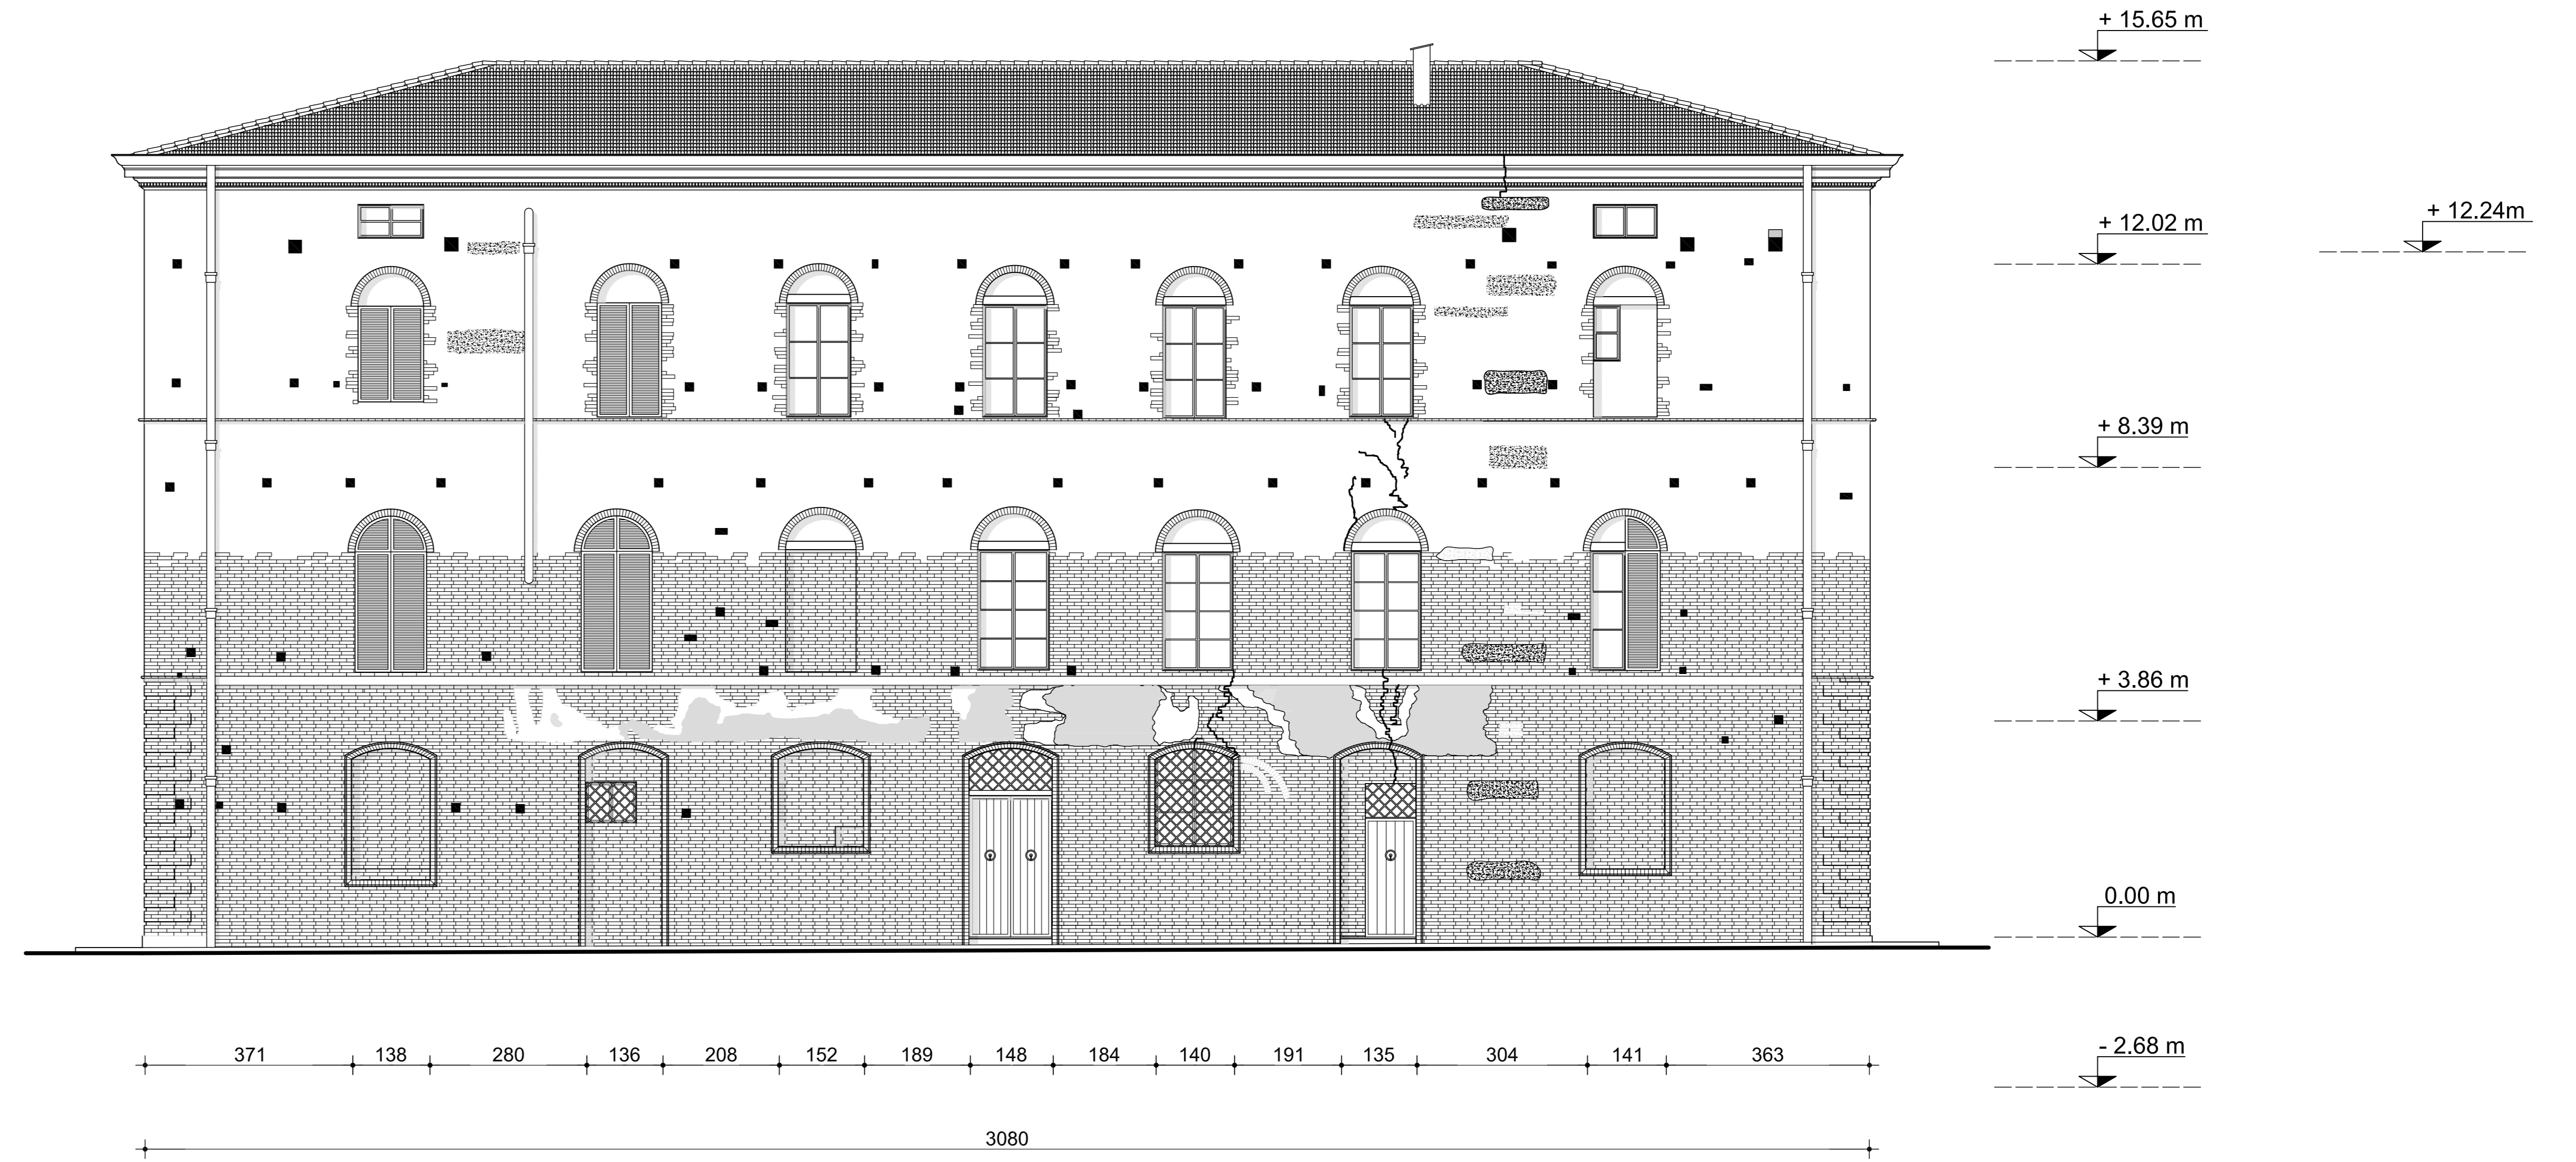 + 15.65 m
+ 12.02 m
+ 12.24m
+ 8.39 m
+ 3.86 m
0.00 m
- 2.68 m
371 138 280 136 208 152 189 148 184 140 191 135 304 141 363
3080